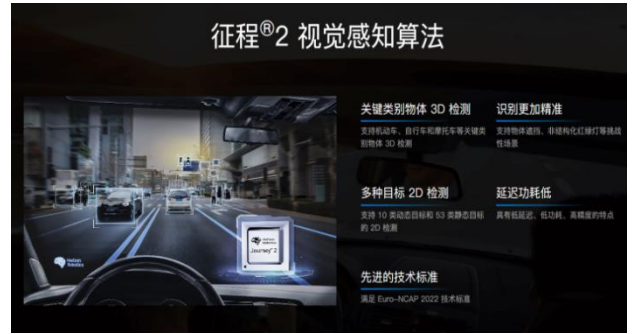 征程®2 视觉感知算法
关键类别物体 3D 检测
支持机动车、自行车和摩托车等关键类
别物体 3D 检测
识别更加精准
支持物体遮挡、非结构化红绿灯等挑战
性场景
多种目标 2D 检测
支持 10 类动态目标和 53 类静态目标
的 2D 检测
延迟功耗低
具有低延迟、低功耗、高精度的特点
先进的技术标准
满足 Euro-NCAP 2022 技术标准
Journey 2
Horizon
Robotics